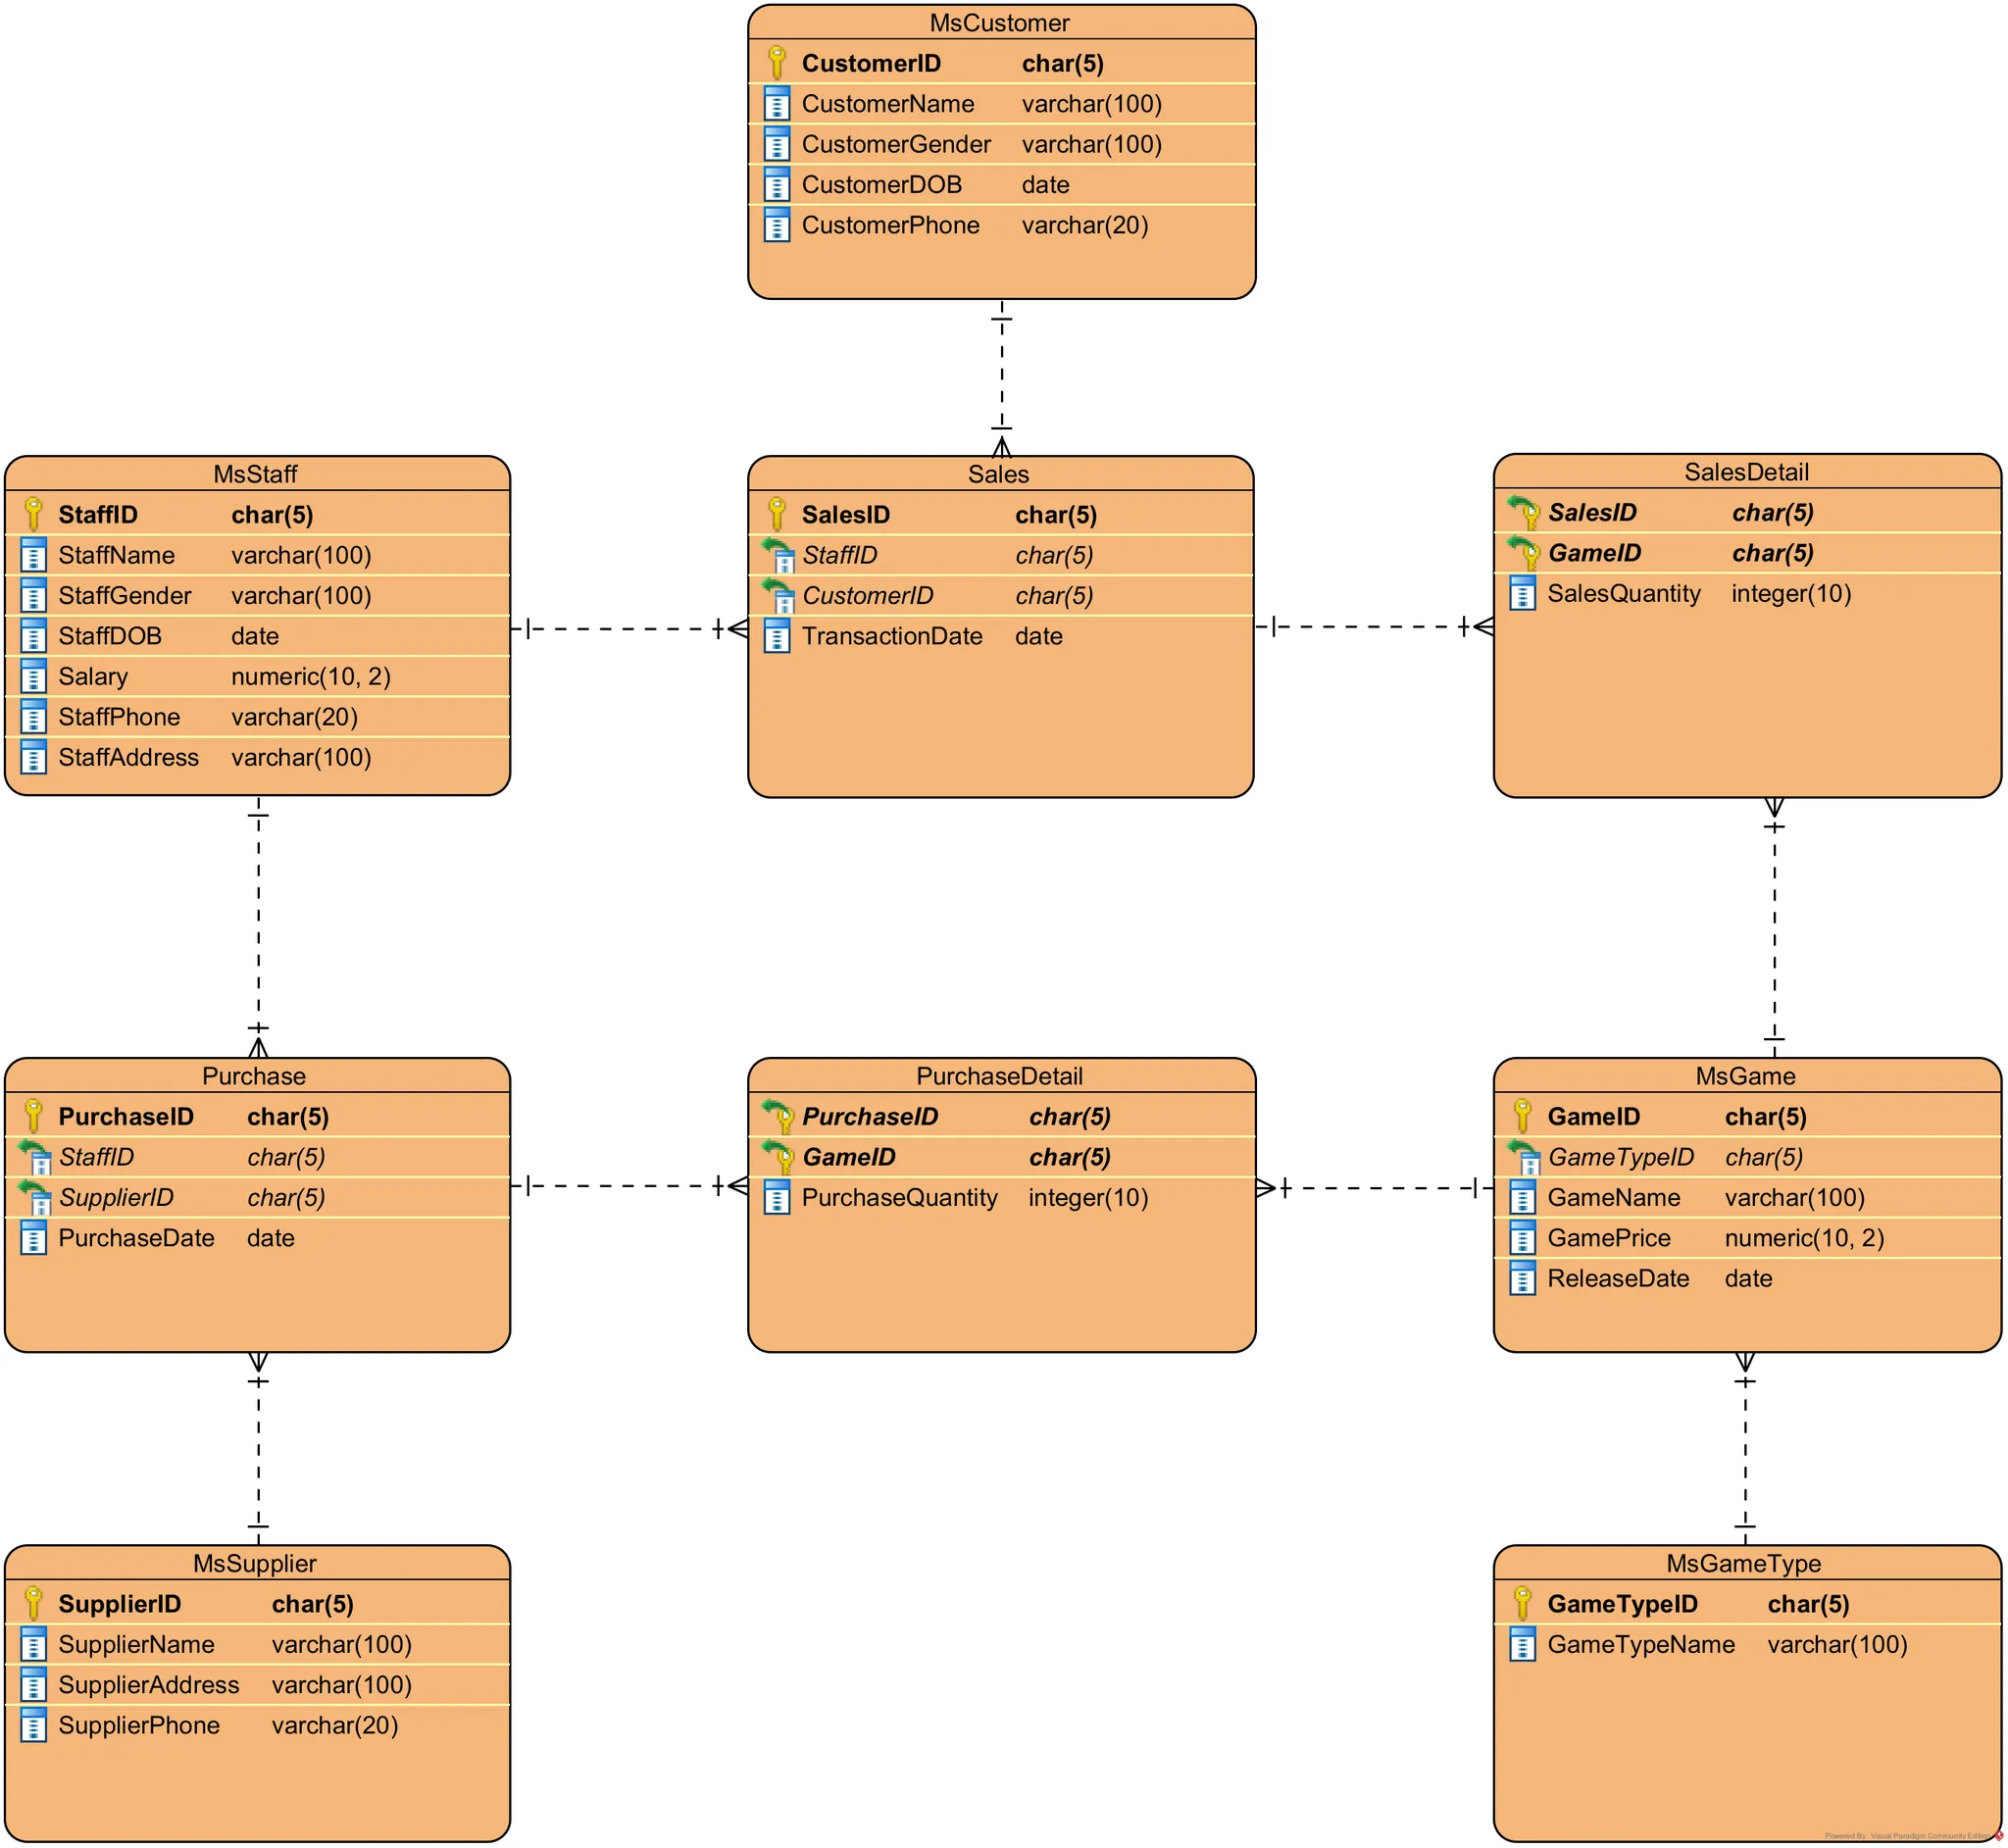 MsCustomer
CustomerID char(5)
CustomerName varchar(100)
CustomerGender varchar(100)
CustomerDOB date
CustomerPhone varchar(20)
MsStaff
StaffID char(5)
StaffName varchar(100)
StaffGender varchar(100)
StaffDOB date
Salary numeric(10, 2)
StaffPhone varchar(20)
StaffAddress varchar(100)
Sales
SalesID char(5)
StaffID char(5)
CustomerID char(5)
TransactionDate date
SalesDetail
SalesID char(5)
GameID char(5)
SalesQuantity integer(10)
Purchase
PurchaseID char(5)
StaffID char(5)
SupplierID char(5)
PurchaseDate date
PurchaseDetail
PurchaseID char(5)
GameID char(5)
PurchaseQuantity integer(10)
MsGame
GameID char(5)
GameTypeID char(5)
GameName varchar(100)
GamePrice numeric(10, 2)
ReleaseDate date
MsSupplier
SupplierID char(5)
SupplierName varchar(100)
SupplierAddress varchar(100)
SupplierPhone varchar(20)
MsGameType
GameTypeID char(5)
GameTypeName varchar(100)
Powered By: Visual Paradigm Community Edition